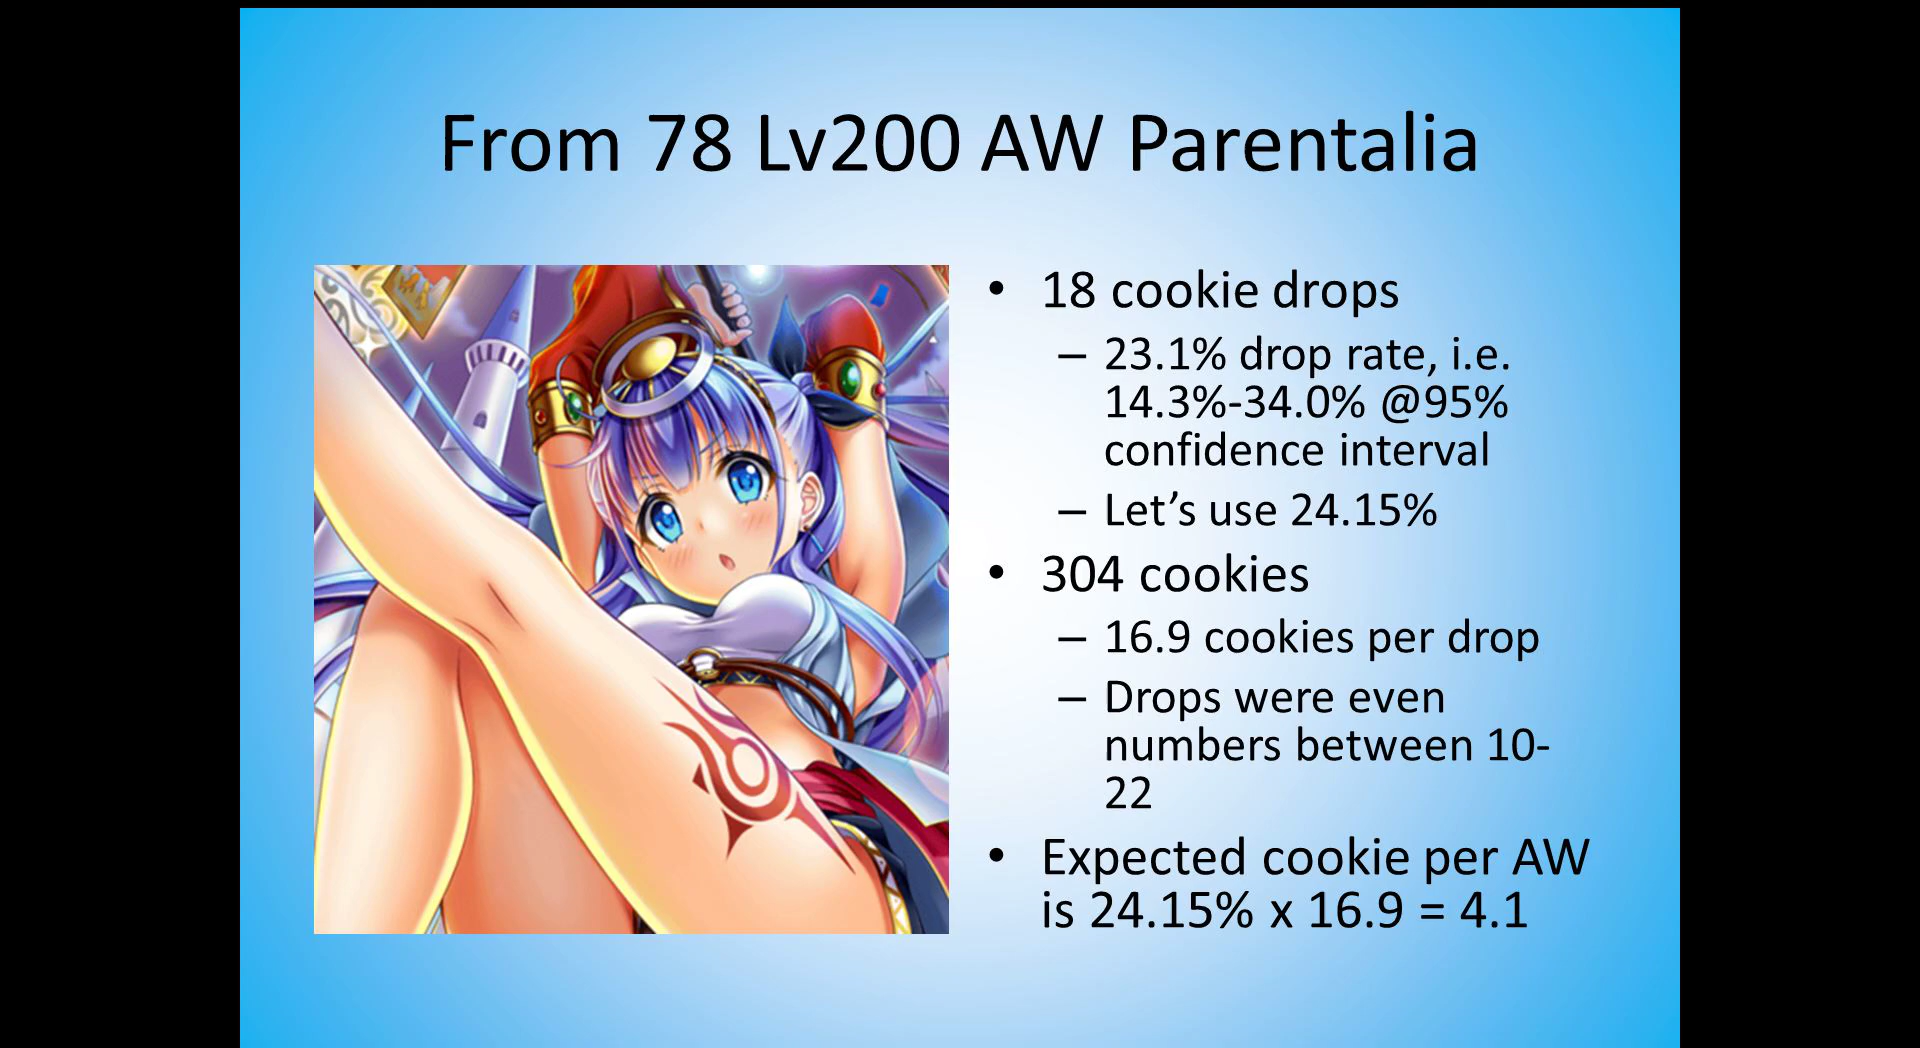 From 78 Lv200 AW Parentalia
• 18 cookie drops
– 23.1% drop rate, i.e.
14.3%-34.0% @95%
confidence interval
– Let’s use 24.15%
• 304 cookies
– 16.9 cookies per drop
– Drops were even
numbers between 10-
22
• Expected cookie per AW
is 24.15% x 16.9 = 4.1